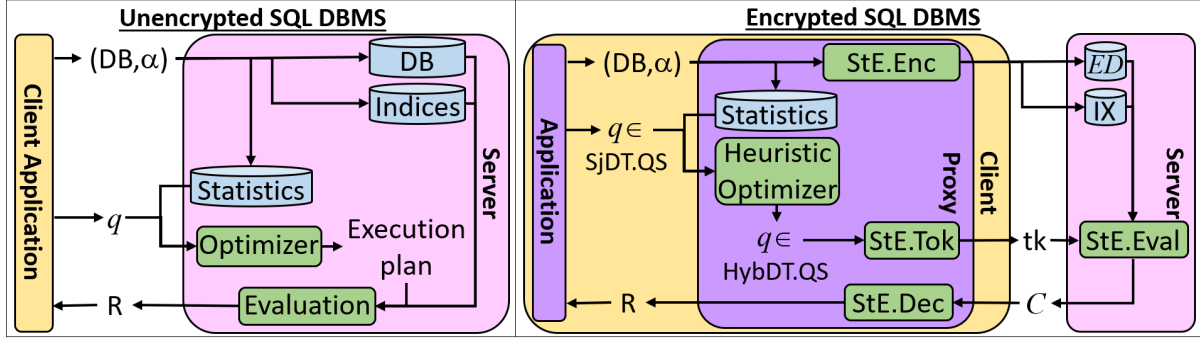 Unencrypted SQL DBMS
Client Application
(DB,α)
DB
Indices
Server
Statistics
q
Optimizer
Execution
plan
R
Evaluation
Encrypted SQL DBMS
Application
(DB,α)
StE.Enc
ED
IX
Statistics
q ∈
SjDT.QS
Heuristic
Optimizer
Proxy
Client
Server
q ∈
HybDT.QS
StE.Tok
tk
StE.Eval
R
StE.Dec
C